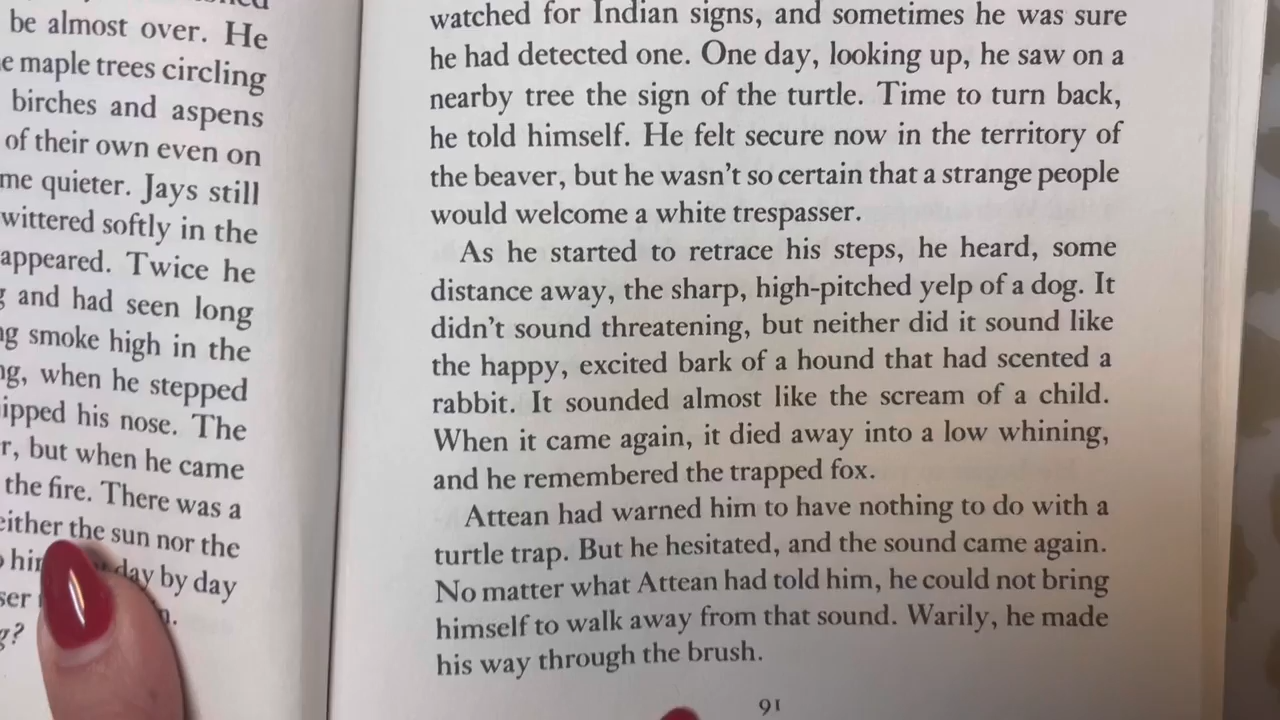 be almost over. He
maple trees circling
birches and aspens
of their own even on
me quieter. Jays still
softly in the
appeared. Twice he
and had seen long
smoke high in the
when he stepped
his nose. The
but when he came
the fire. There was a
the sun nor the
day by day
watched for Indian signs, and sometimes he was sure
he had detected one. One day, looking up, he saw on a
nearby tree the sign of the turtle. Time to turn back,
he told himself. He felt secure now in the territory of
the beaver, but he wasn't so certain that a strange people
would welcome a white trespasser.
As he started to retrace his steps, he heard, some
distance away, the sharp, high-pitched yelp of a dog. It
didn't sound threatening, but neither did it sound like
the happy, excited bark of a hound that had scented a
rabbit. It sounded almost like the scream of a child.
When it came again, it died away into a low whining,
and he remembered the trapped fox.
Attean had warned him to have nothing to do with a
turtle trap. But he hesitated, and the sound came again.
No matter what Attean had told him, he could not bring
himself to walk away from that sound. Warily, he made
his way through the brush.
91